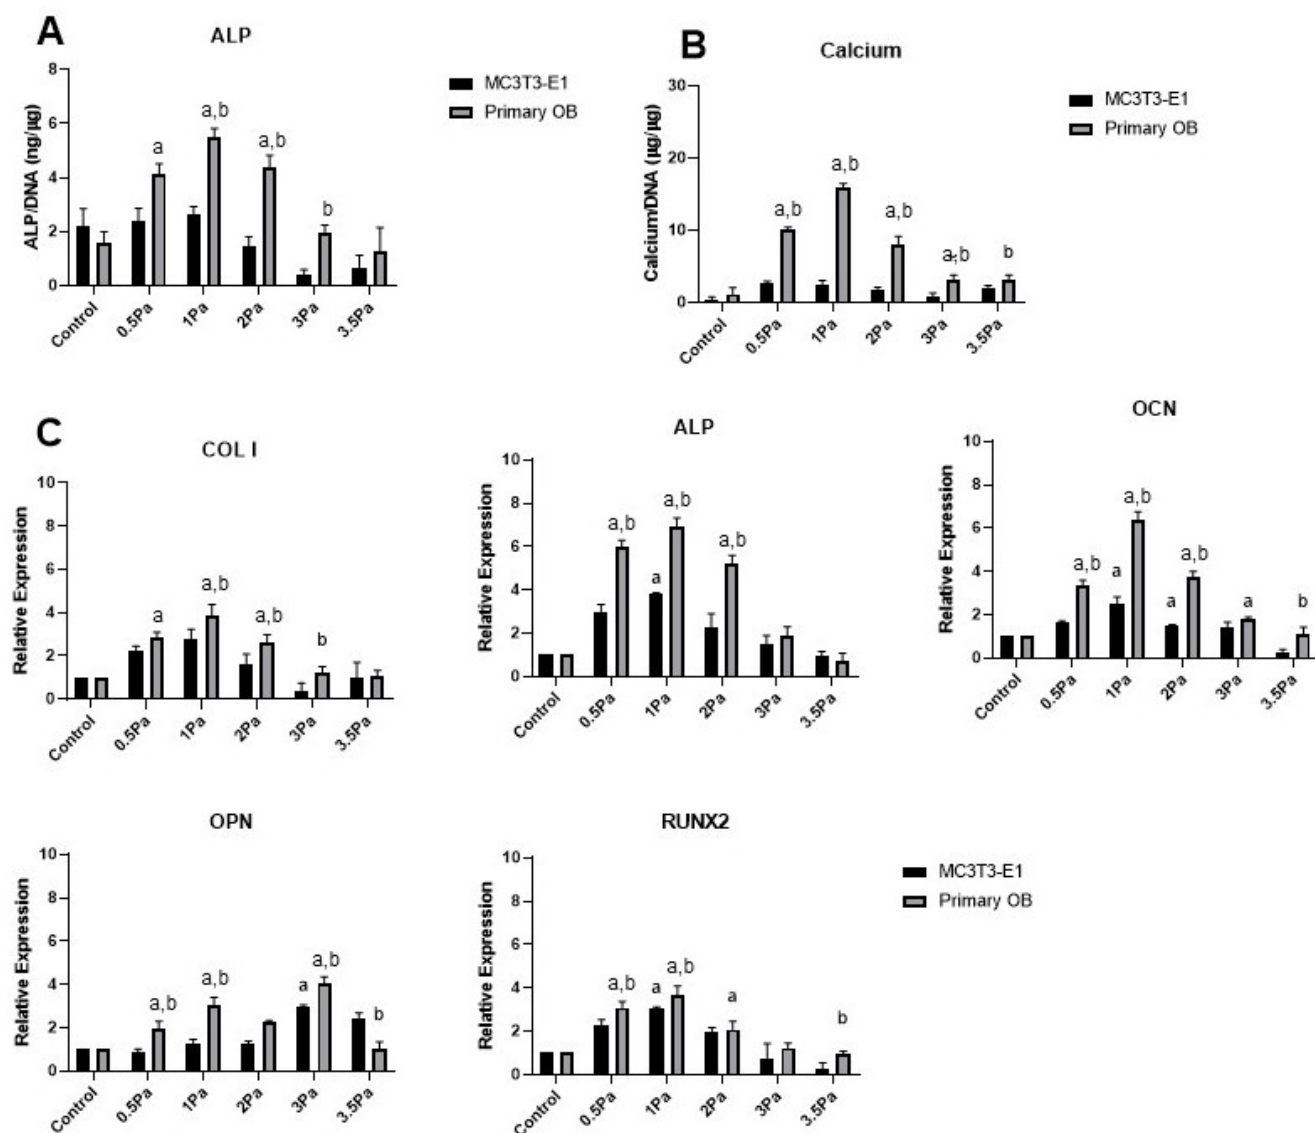 A
ALP
ALP/DNA (ng/µg)
8
6
4
2
0
a
a,b
a,b
b
Control
0.5Pa
1Pa
2Pa
3Pa
3.5Pa
MC3T3-E1
Primary OB
B
Calcium
Calcium/DNA (µg/µg)
30
20
10
0
a,b
a,b
a,b
a,b
b
Control
0.5Pa
1Pa
2Pa
3Pa
3.5Pa
MC3T3-E1
Primary OB
C
COL I
Relative Expression
10
8
6
4
2
0
a
a,b
a,b
b
Control
0.5Pa
1Pa
2Pa
3Pa
3.5Pa
ALP
Relative Expression
10
8
6
4
2
0
a,b
a
a,b
a,b
Control
0.5Pa
1Pa
2Pa
3Pa
3.5Pa
OCN
Relative Expression
10
8
6
4
2
0
a,b
a
a,b
a
a,b
a
b
Control
0.5Pa
1Pa
2Pa
3Pa
3.5Pa
OPN
Relative Expression
10
8
6
4
2
0
a,b
a,b
a
a,b
b
Control
0.5Pa
1Pa
2Pa
3Pa
3.5Pa
RUNX2
Relative Expression
10
8
6
4
2
0
a,b
a
a,b
a
b
Control
0.5Pa
1Pa
2Pa
3Pa
3.5Pa
MC3T3-E1
Primary OB